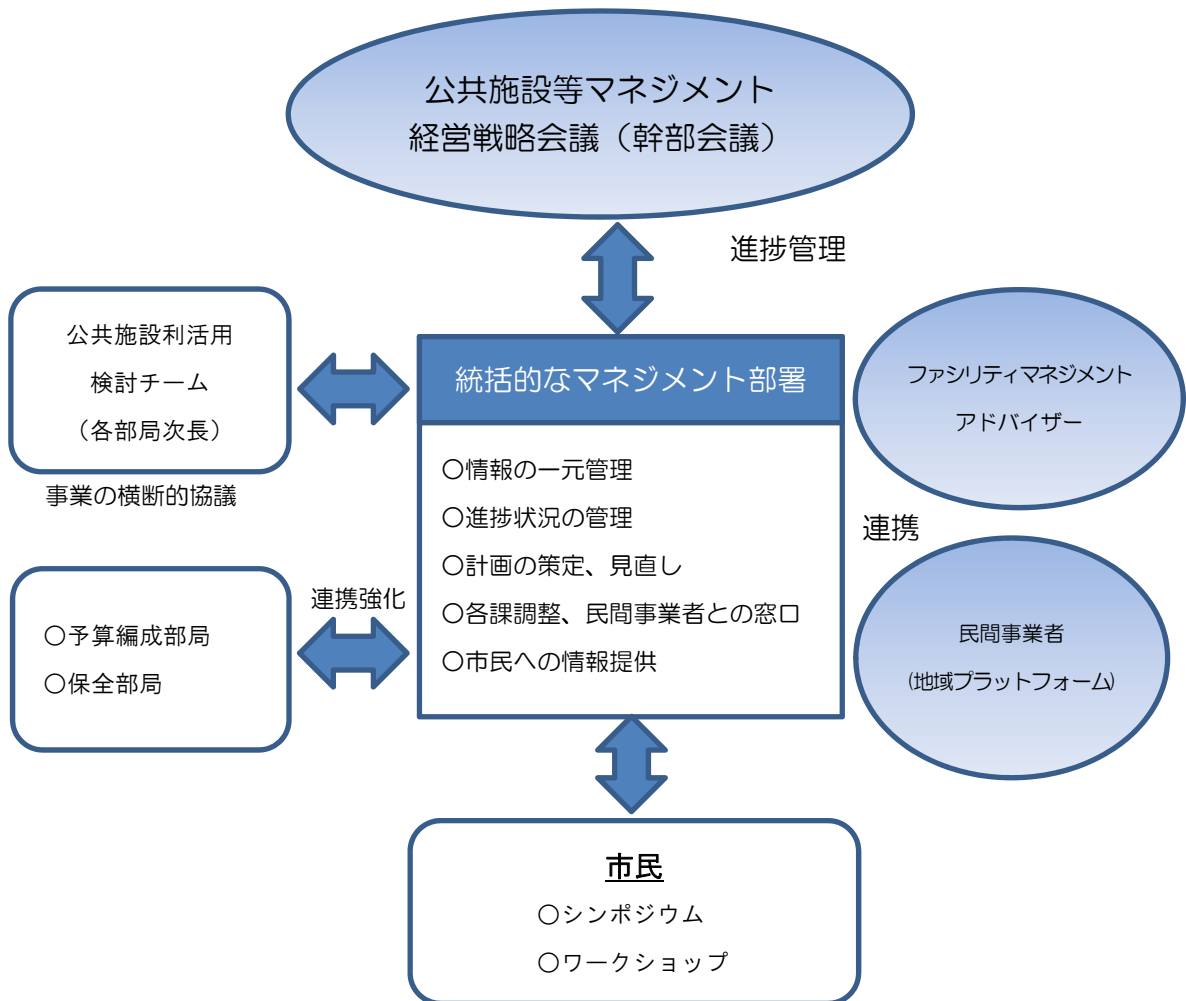 公共施設等マネジメント
経営戦略会議（幹部会議）
進捗管理
公共施設利活用
検討チーム
（各部局次長）
事業の横断的協議
統括的なマネジメント部署
〇情報の一元管理
〇進捗状況の管理
〇計画の策定、見直し
〇各課調整、民間事業者との窓口
〇市民への情報提供
ファシリティマネジメント
アドバイザー
連携
連携強化
〇予算編成部局
〇保全部局
民間事業者
(地域プラットフォーム)
市民
〇シンポジウム
〇ワークショップ